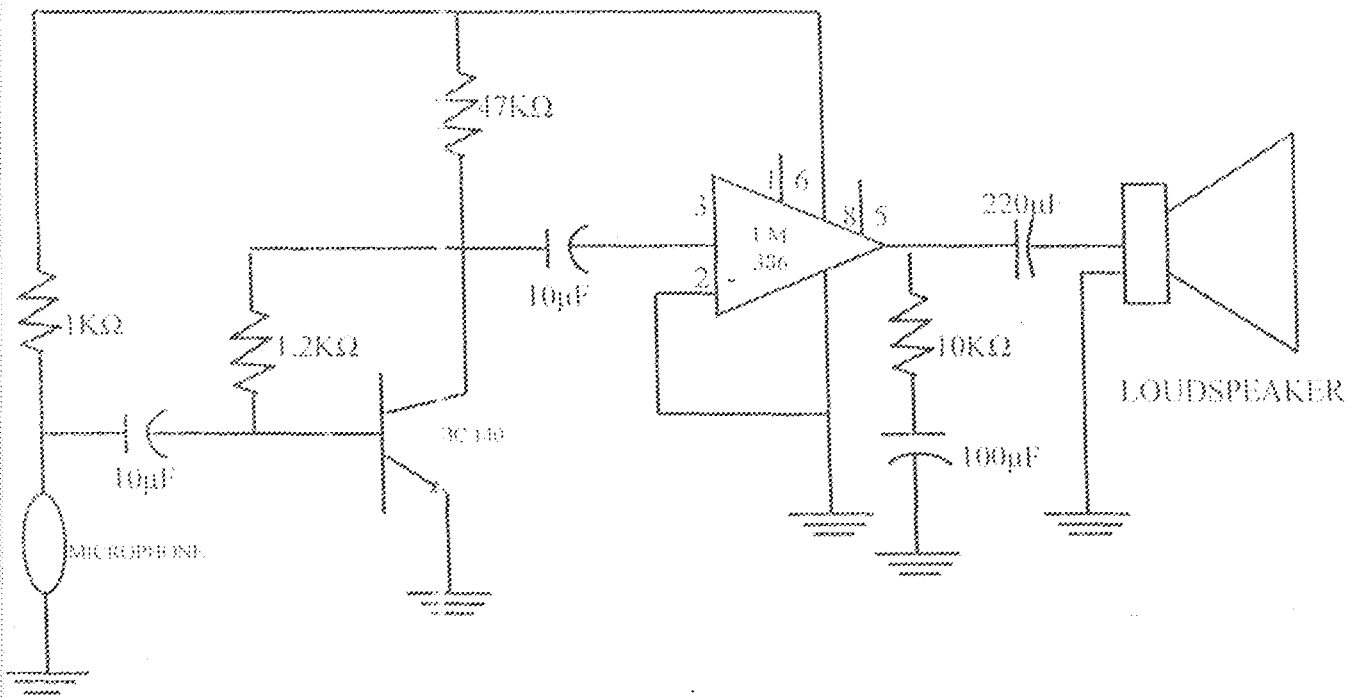 47KΩ
1 6
3
8 5
220µf
LM
386
2
-
10µF
1KΩ
1.2KΩ
10KΩ
LOUDSPEAKER
10µF
100µF
MICROPHONE